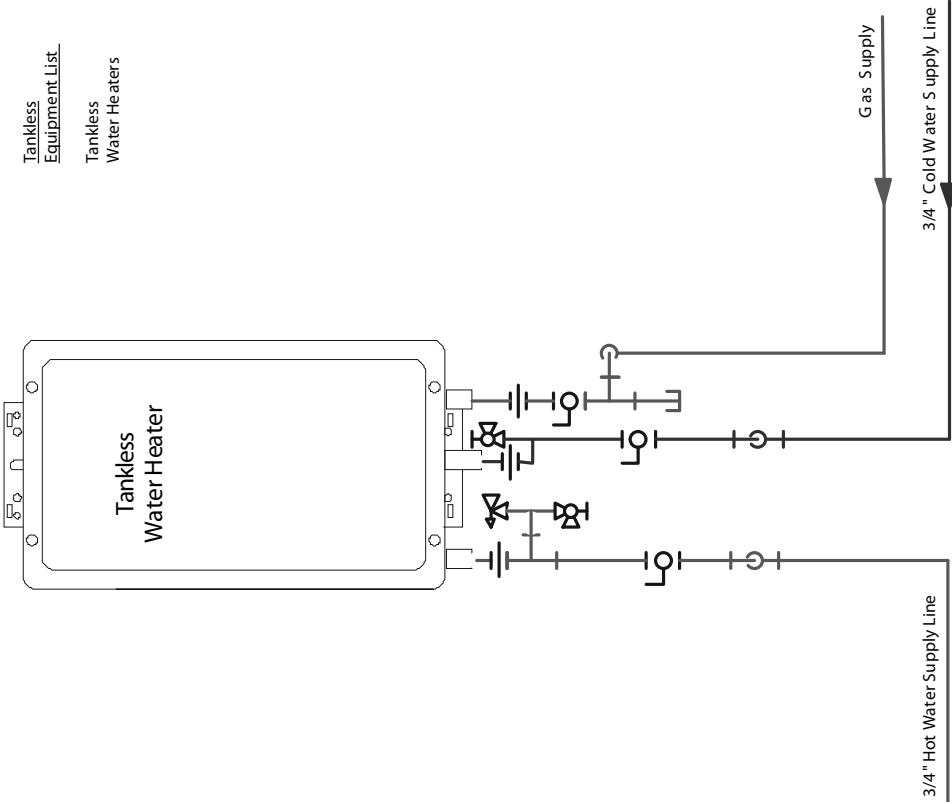 Tankless
Equipment List
Tankless
Water Heaters
Tankless
Water Heater
Gas Supply
3/4" Cold Water Supply Line
3/4" Hot Water Supply Line